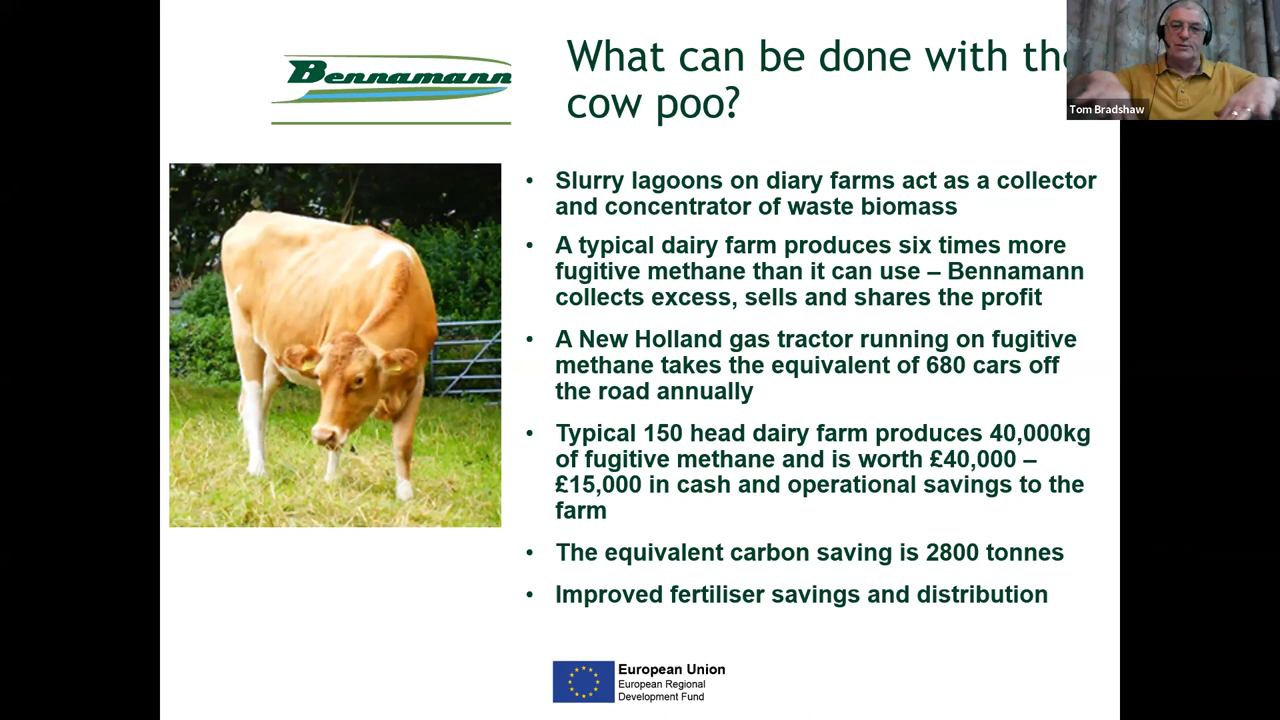 Bennamann
What can be done with the
cow poo?
Tom Bradshaw
• Slurry lagoons on diary farms act as a collector
and concentrator of waste biomass
• A typical dairy farm produces six times more
fugitive methane than it can use – Bennamann
collects excess, sells and shares the profit
• A New Holland gas tractor running on fugitive
methane takes the equivalent of 680 cars off
the road annually
• Typical 150 head dairy farm produces 40,000kg
of fugitive methane and is worth £40,000 –
£15,000 in cash and operational savings to the
farm
• The equivalent carbon saving is 2800 tonnes
• Improved fertiliser savings and distribution
European Union
European Regional
Development Fund